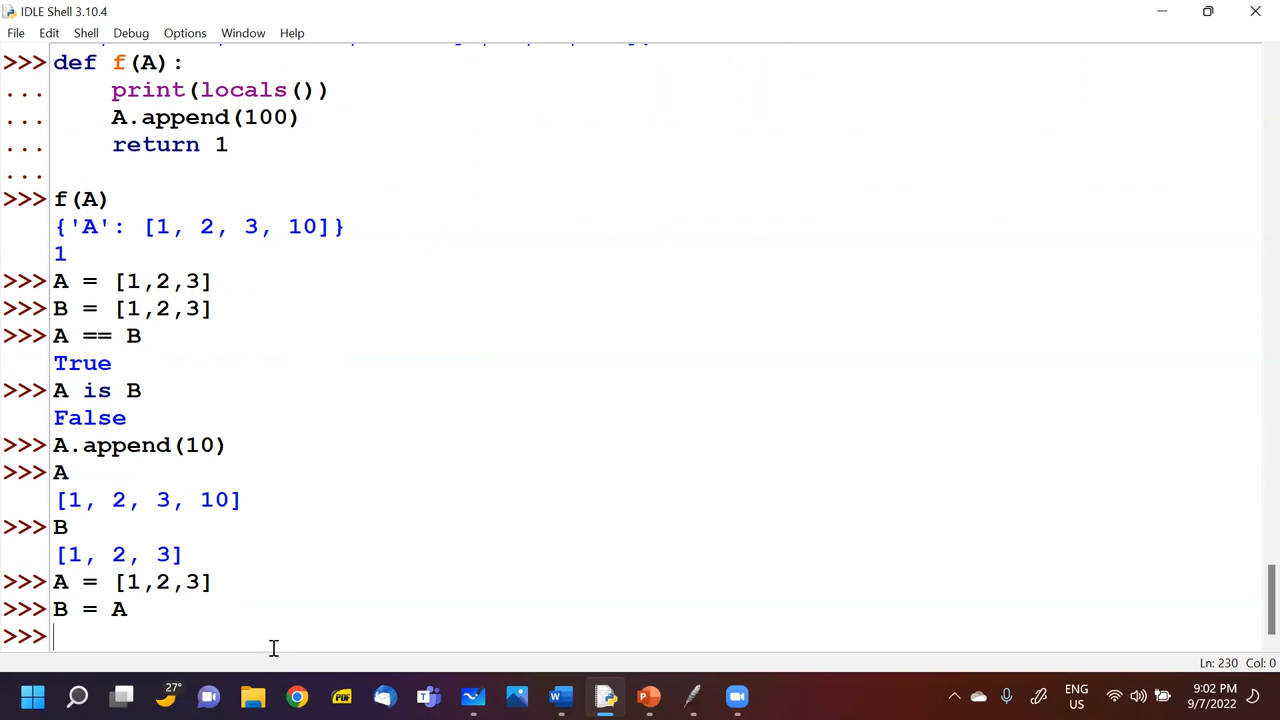 IDLE Shell 3.10.4
File Edit Shell Debug Options Window Help
>>> def f(A):
...     print(locals())
...     A.append(100)
...     return 1
...
>>> f(A)
{'A': [1, 2, 3, 10]}
1
>>> A = [1,2,3]
>>> B = [1,2,3]
>>> A == B
True
>>> A is B
False
>>> A.append(10)
>>> A
[1, 2, 3, 10]
>>> B
[1, 2, 3]
>>> A = [1,2,3]
>>> B = A
>>>
Ln: 230 Col: 0
27°
PDF
ENG
US
9:02 PM
9/7/2022